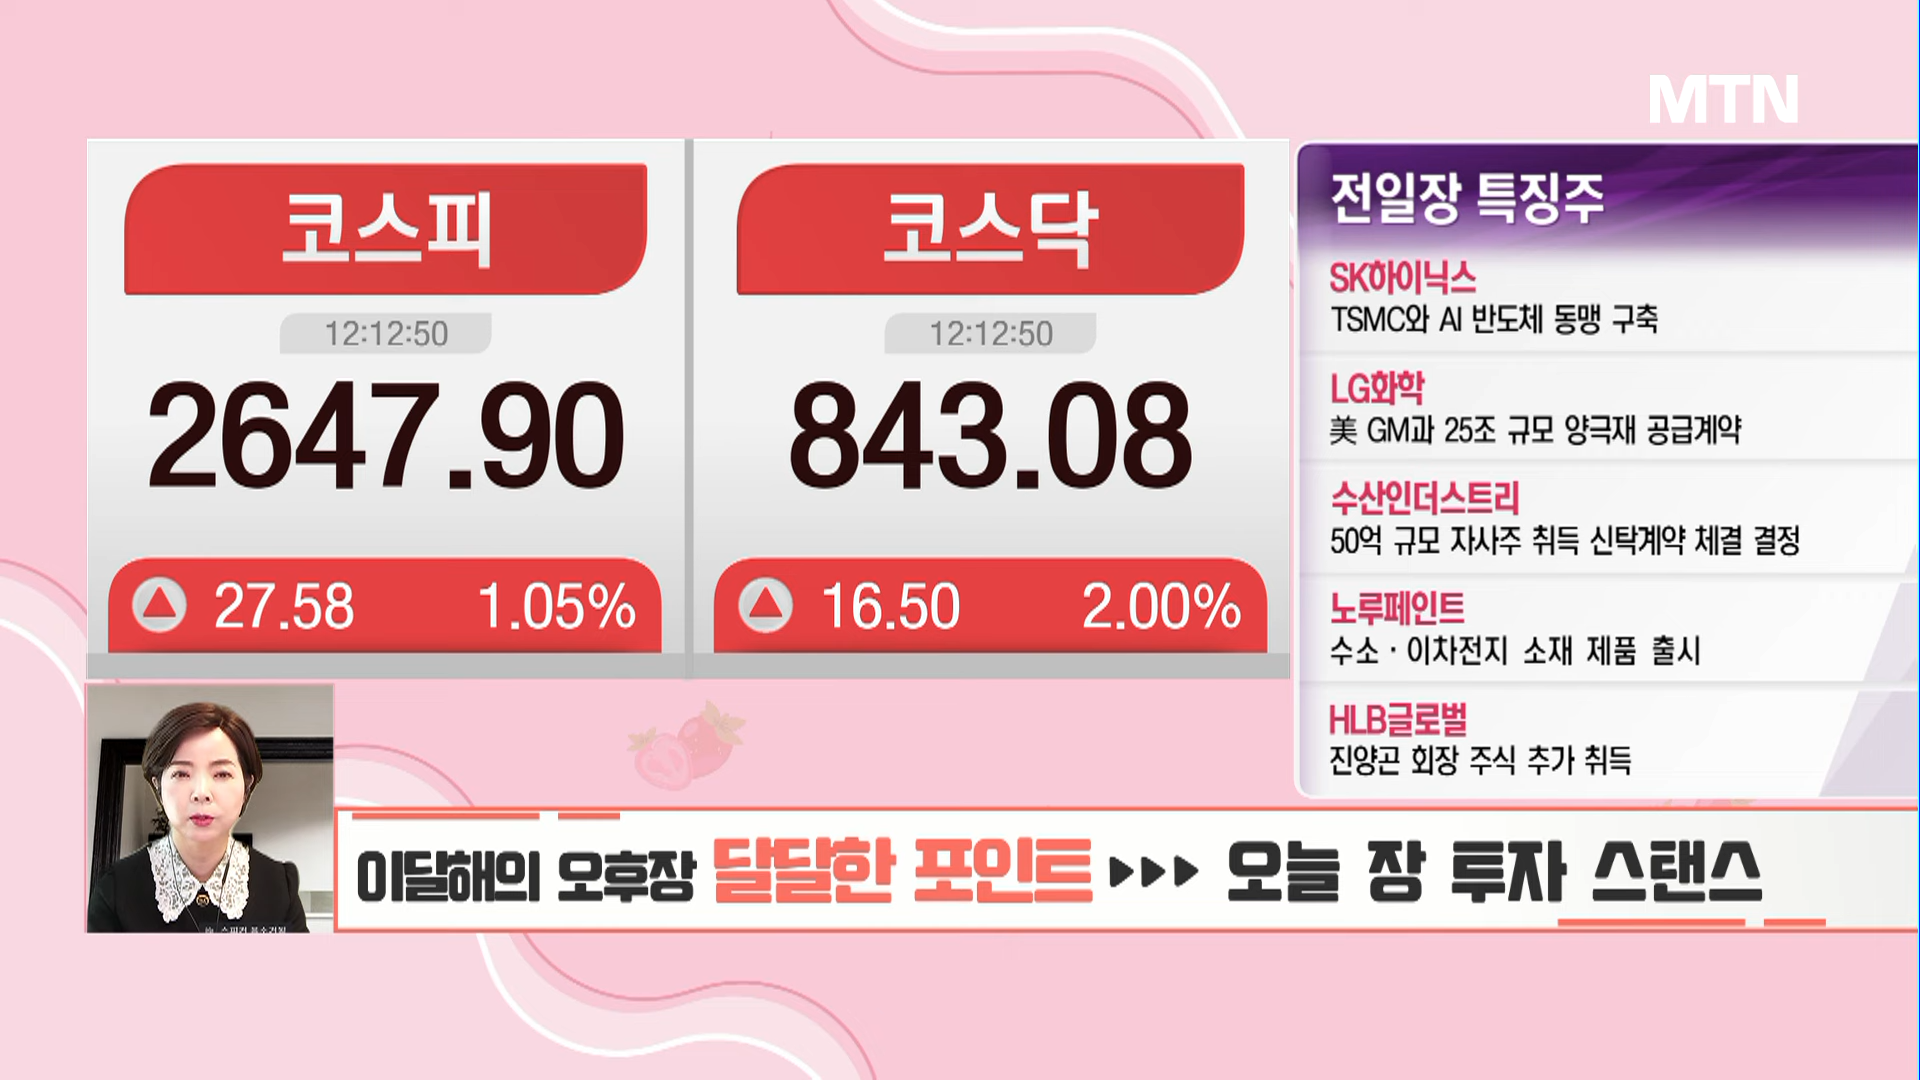 MTN
코스피
12:12:50
2647.90
27.58 1.05%
코스닥
12:12:50
843.08
16.50 2.00%
전일장 특징주
SK하이닉스
TSMC와 AI 반도체 동맹 구축
LG화학
美 GM과 25조 규모 양극재 공급계약
수산인더스트리
50억 규모 자사주 취득 신탁계약 체결 결정
노루페인트
수소·이차전지 소재 제품 출시
HLB글로벌
진양곤 회장 주식 추가 취득
이달해의 오후장 달달한 포인트 ▶▶▶ 오늘 장 투자 스탠스